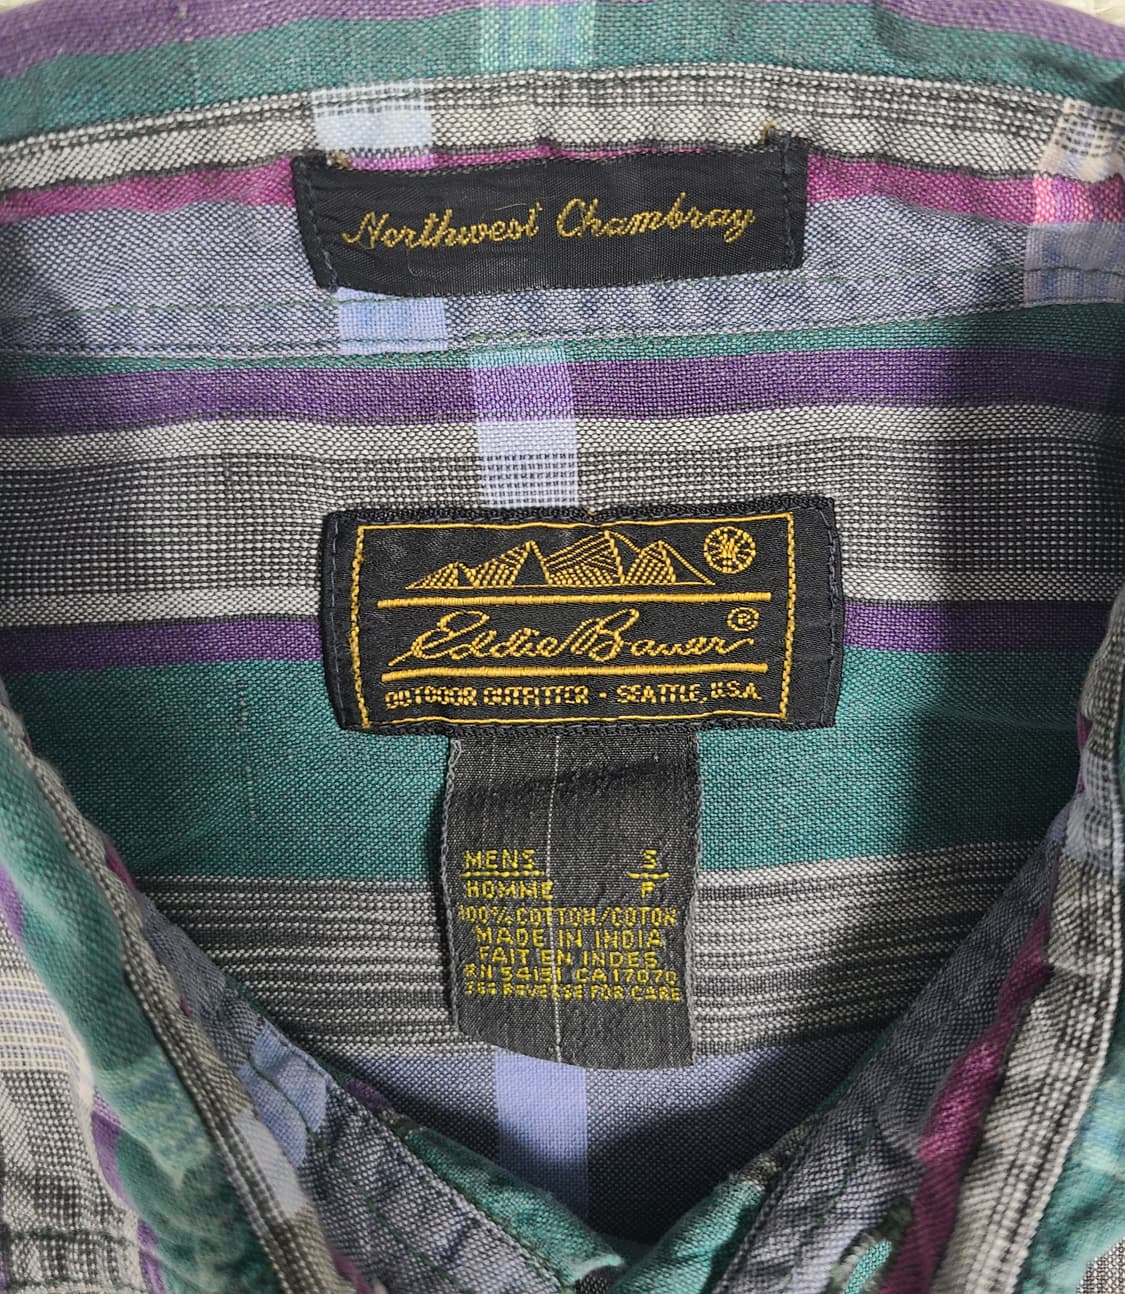 Northwest Chambray
Eddie Bauer®
OUTDOOR OUTFITTER · SEATTLE, U.S.A.
MENS S
HOMME P
100% COTTON/COTON
MADE IN INDIA
FAIT EN INDES
RN 54151 CA17070
SEE REVERSE FOR CARE